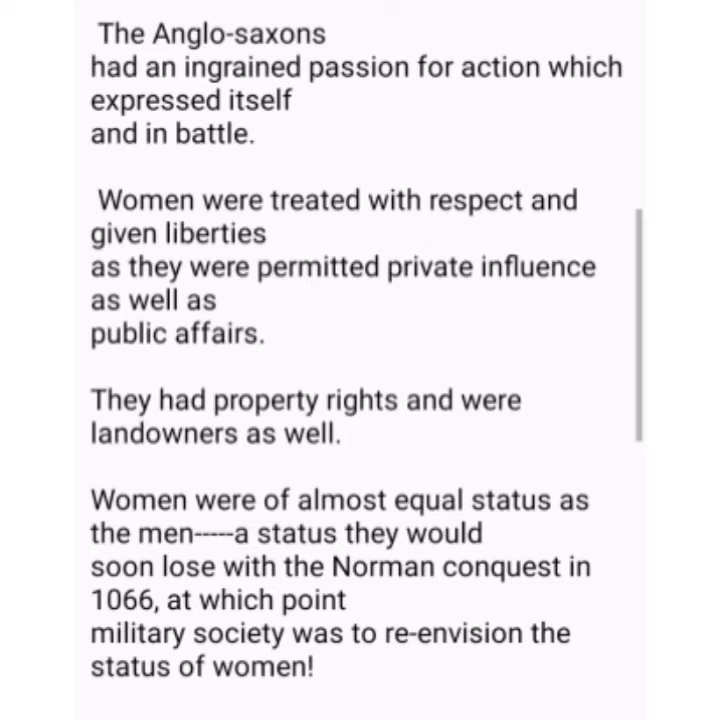 The Anglo-saxons
had an ingrained passion for action which
expressed itself
and in battle.
Women were treated with respect and
given liberties
as they were permitted private influence
as well as
public affairs.
They had property rights and were
landowners as well.
Women were of almost equal status as
the men-----a status they would
soon lose with the Norman conquest in
1066, at which point
military society was to re-envision the
status of women!